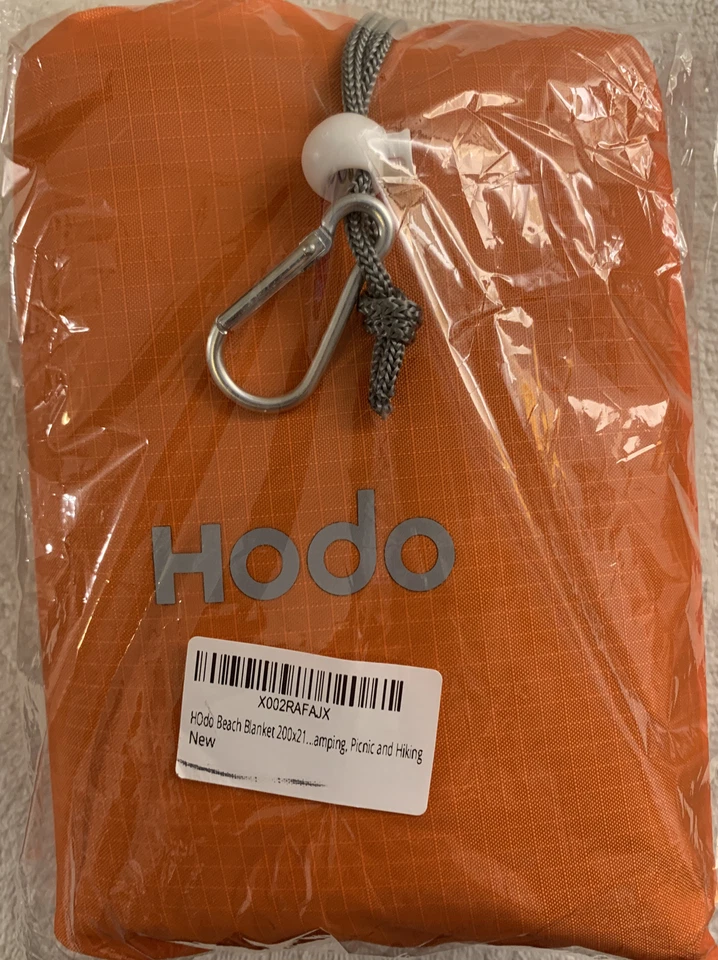 Hodo
X002RAFAJX
HOdo Beach Blanket 200x21...amping, Picnic and Hiking
New